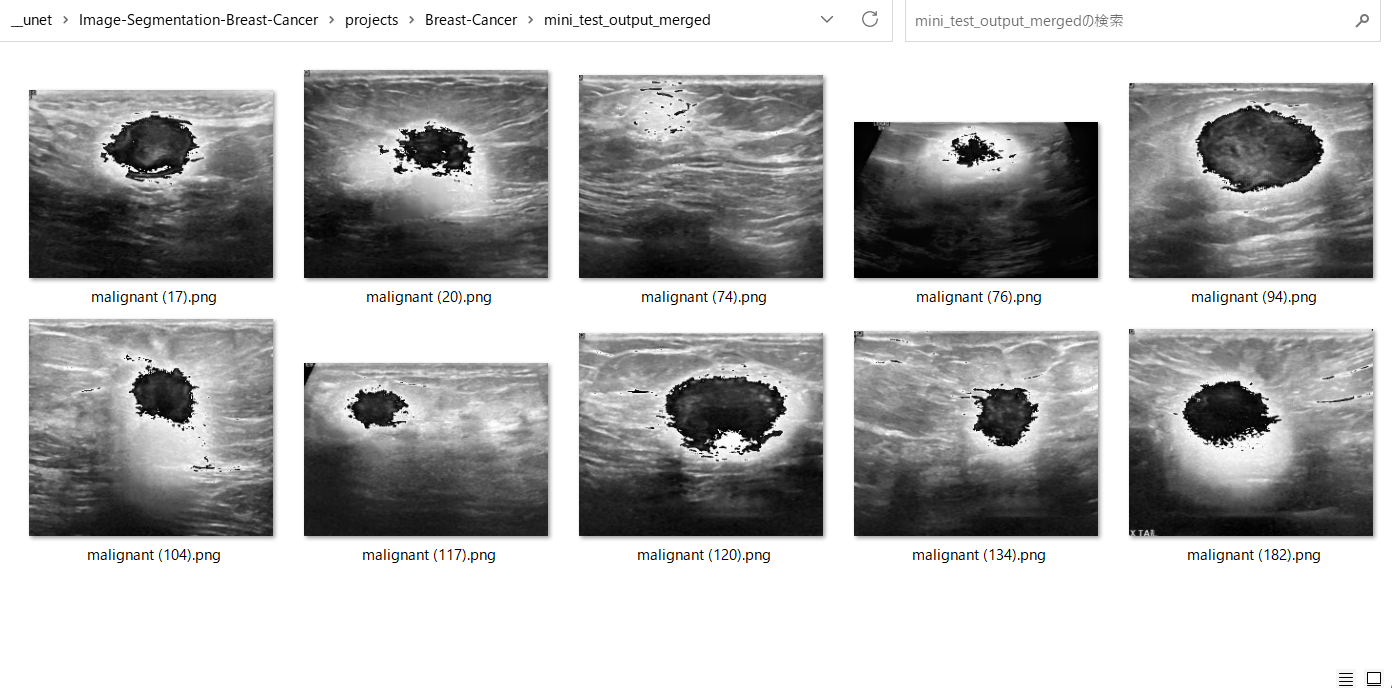 __unet > Image-Segmentation-Breast-Cancer > projects > Breast-Cancer > mini_test_output_merged
mini_test_output_mergedの検索
malignant (17).png
malignant (20).png
malignant (74).png
malignant (76).png
malignant (94).png
X TAIL
malignant (104).png
malignant (117).png
malignant (120).png
malignant (134).png
malignant (182).png